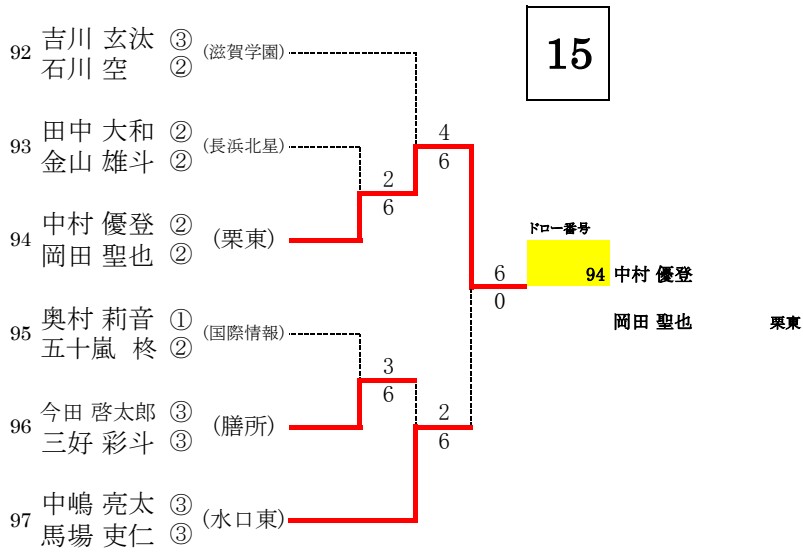 15
92 吉川 玄汰 ③ (滋賀学園)
石川 空 ②
93 田中 大和 ② (長浜北星)
金山 雄斗 ②
4
6
2
6
94 中村 優登 ② (栗東)
岡田 聖也 ②
ドロー番号
94 中村 優登
岡田 聖也 栗東
6
0
95 奥村 莉音 ① (国際情報)
五十嵐 柊 ②
3
6
96 今田 啓太郎 ③ (膳所)
三好 彩斗 ③
2
6
97 中嶋 亮太 ③ (水口東)
馬場 吏仁 ③